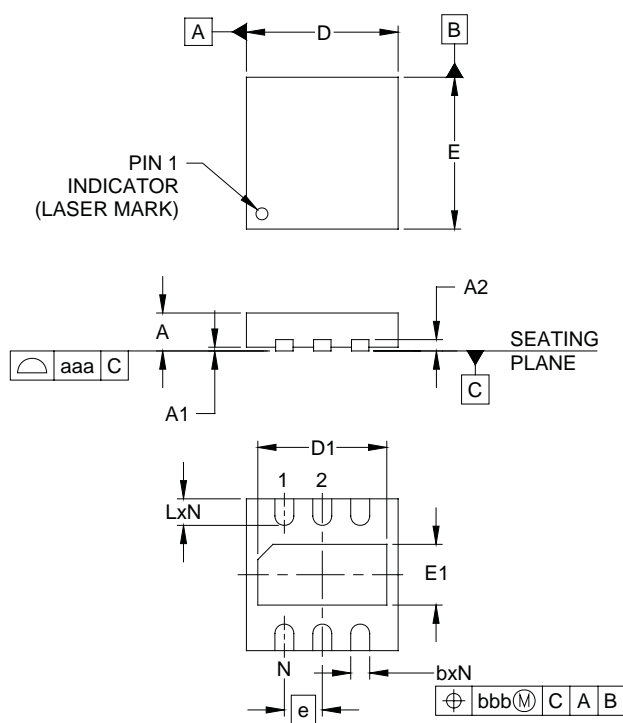 A
D
B
E
PIN 1
INDICATOR
(LASER MARK)
A2
A
SEATING
PLANE
aaa C
C
A1
D1
1 2
LxN
E1
N
bxN
e
bbb Ⓜ C A B